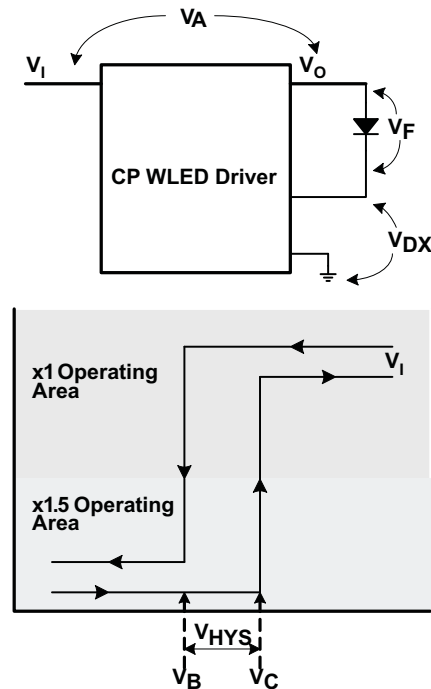 VA
VI
VO
VF
CP WLED Driver
VDX
x1 Operating
Area
VI
x1.5 Operating
Area
VHYS
VB
VC